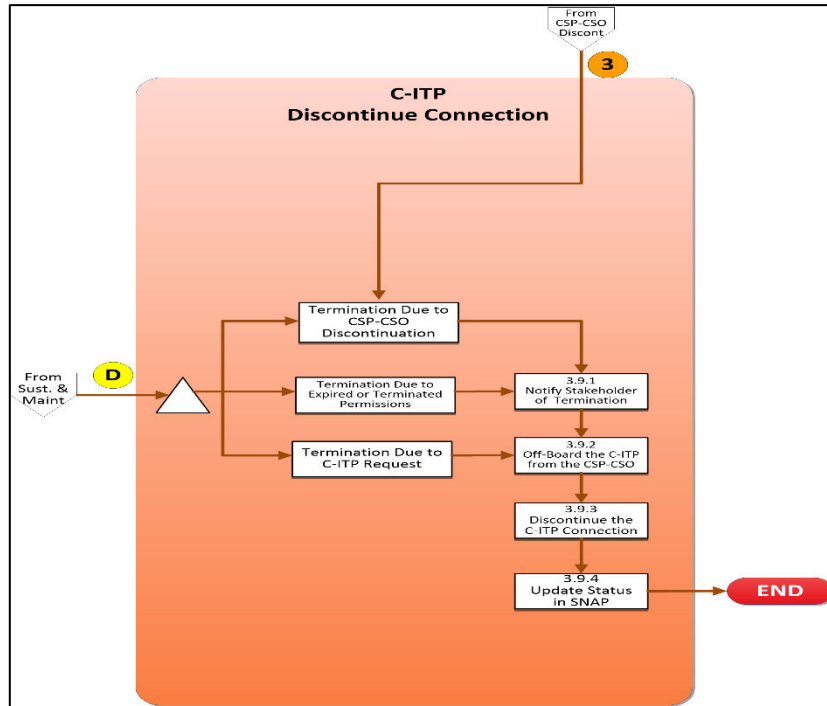 From
CSP-CSO
Discont
3
C-ITP
Discontinue Connection
Termination Due to
CSP-CSO
Discontinuation
From
Sust. &
Maint
D
Termination Due to
Expired or Terminated
Permissions
3.9.1
Notify Stakeholder
of Termination
Termination Due to
C-ITP Request
3.9.2
Off-Board the C-ITP
from the CSP-CSO
3.9.3
Discontinue the
C-ITP Connection
3.9.4
Update Status
in SNAP
END